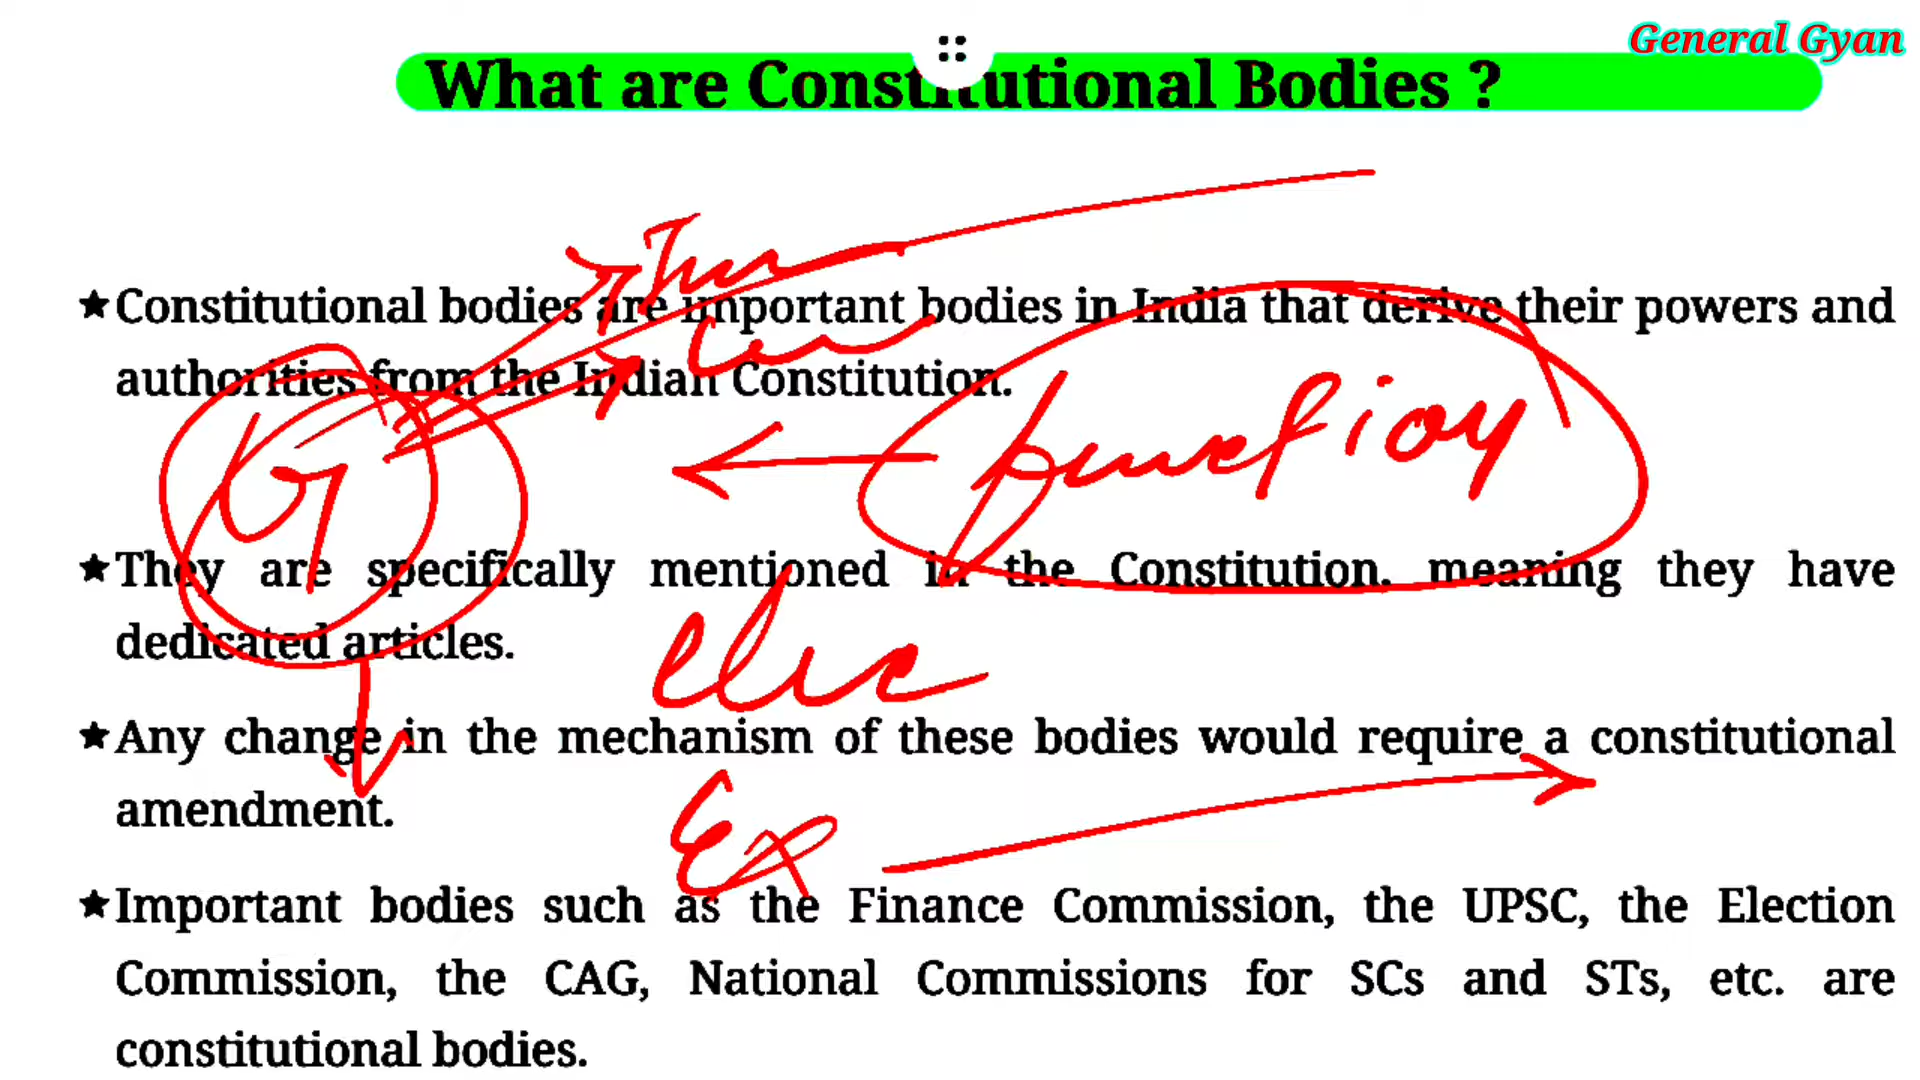 General Gyan
What are Constitutional Bodies ?
★Constitutional bodies are important bodies in India that derive their powers and
authorities from the Indian Constitution.
function
★They are specifically mentioned in the Constitution, meaning they have
dedicated articles.
elec
★Any change in the mechanism of these bodies would require a constitutional
amendment.
Ex
★Important bodies such as the Finance Commission, the UPSC, the Election
Commission, the CAG, National Commissions for SCs and STs, etc. are
constitutional bodies.